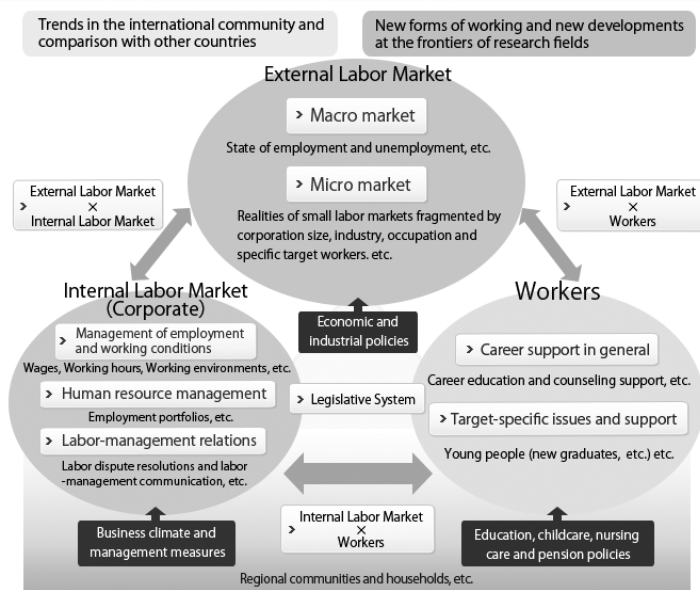 Trends in the international community and
comparison with other countries
New forms of working and new developments
at the frontiers of research fields
External Labor Market
> Macro market
State of employment and unemployment, etc.
> Micro market
Realities of small labor markets fragmented by
corporation size, industry, occupation and
specific target workers. etc.
External Labor Market
> ×
Internal Labor Market
External Labor Market
> ×
Workers
Internal Labor Market
(Corporate)
> Management of employment
and working conditions
Wages, Working hours, Working environments, etc.
> Human resource management
Employment portfolios, etc.
> Labor-management relations
Labor dispute resolutions and labor
-management communication, etc.
Economic and
industrial policies
> Legislative System
Workers
> Career support in general
Career education and counseling support, etc.
> Target-specific issues and support
Young people (new graduates, etc.) etc.
Business climate and
management measures
Internal Labor Market
> ×
Workers
Education, childcare, nursing
care and pension policies
Regional communities and households, etc.